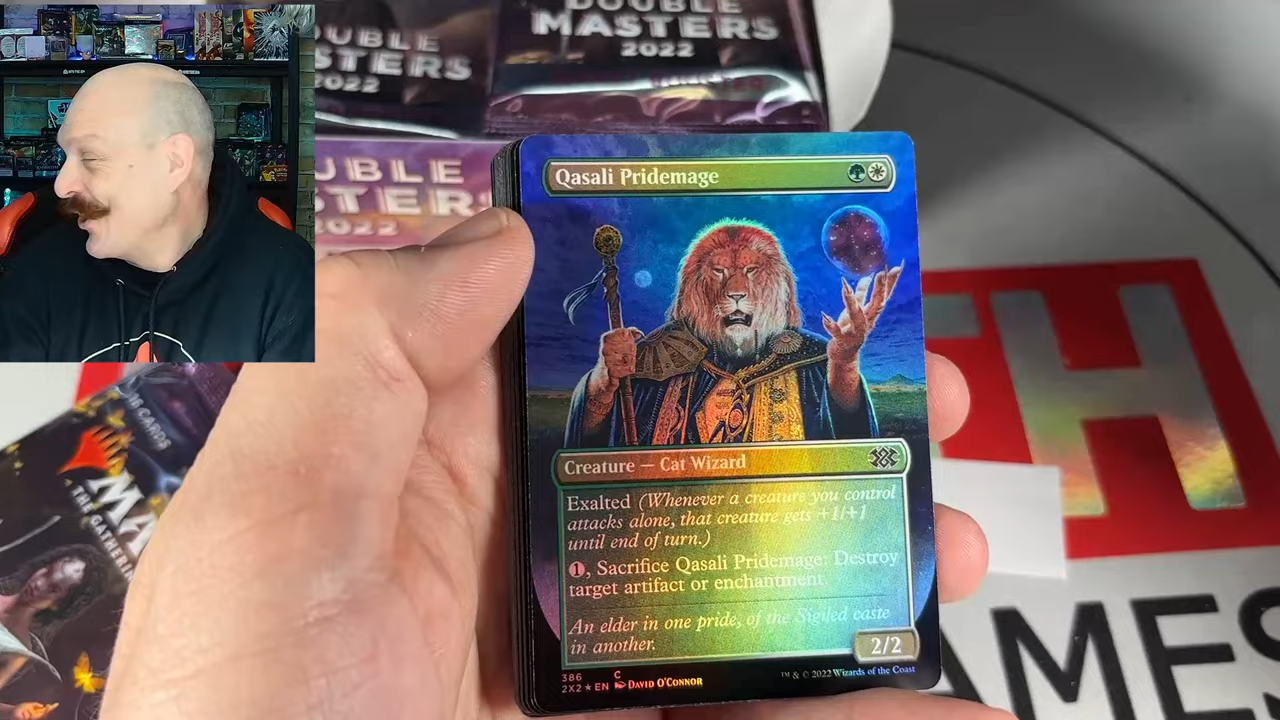 DOUBLE
MASTERS
2022
UBLE
STERS
2022
UBLE
STERS
2022
Qasali Pridemage
Creature — Cat Wizard
Exalted (Whenever a creature you control
attacks alone, that creature gets +1/+1
until end of turn.)
1, Sacrifice Qasali Pridemage: Destroy
target artifact or enchantment.
An elder in one pride, of the Sigiled caste
in another.
2/2
386 C
2X2 ★ EN DAVID O'CONNOR
™ & © 2022 Wizards of the Coast
CARDS
MA
THE GATHER
H
AMES